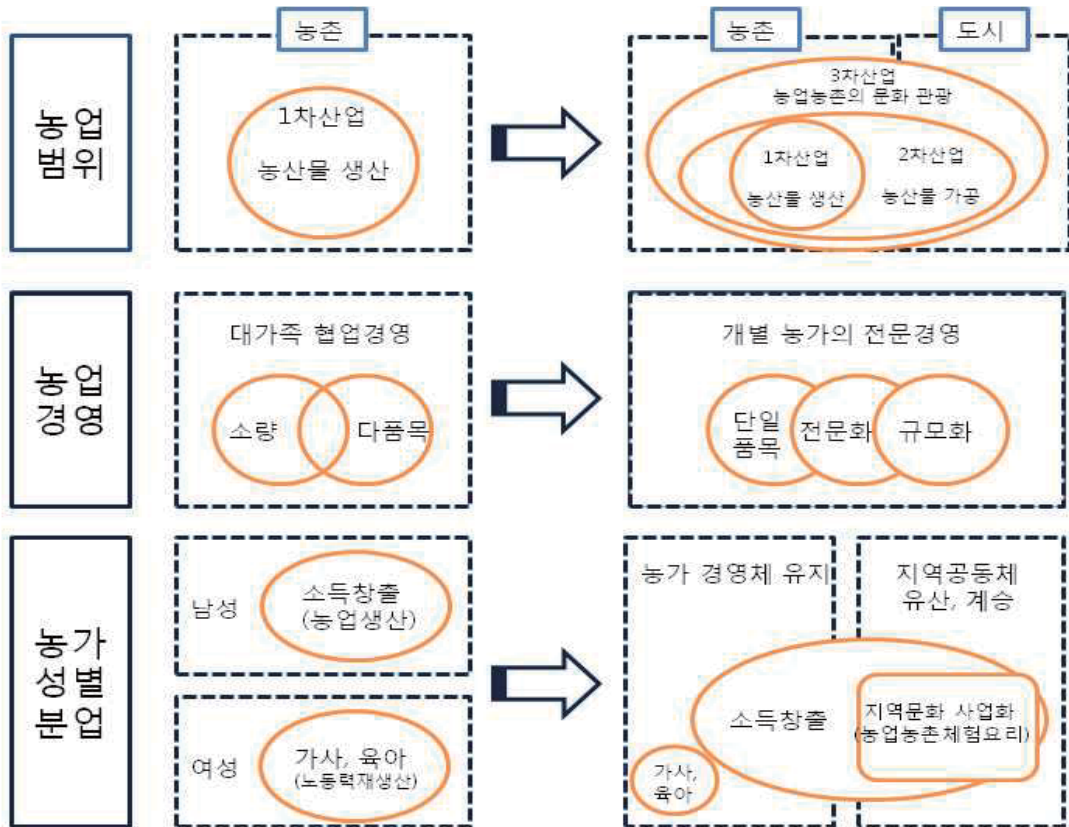 농업
범위
농촌
1차산업
농산물 생산
농촌
도시
3차산업
농업농촌의 문화 관광
1차산업
농산물 생산
2차산업
농산물 가공
농업
경영
대가족 협업경영
소량
다품목
개별 농가의 전문경영
단일
품목
전문화
규모화
농가
성별
분업
남성
소득창출
(농업생산)
여성
가사, 육아
(노동력재생산)
농가 경영체 유지
지역공동체
유산, 계승
소득창출
지역문화 사업화
(농업농촌체험요리)
가사,
육아